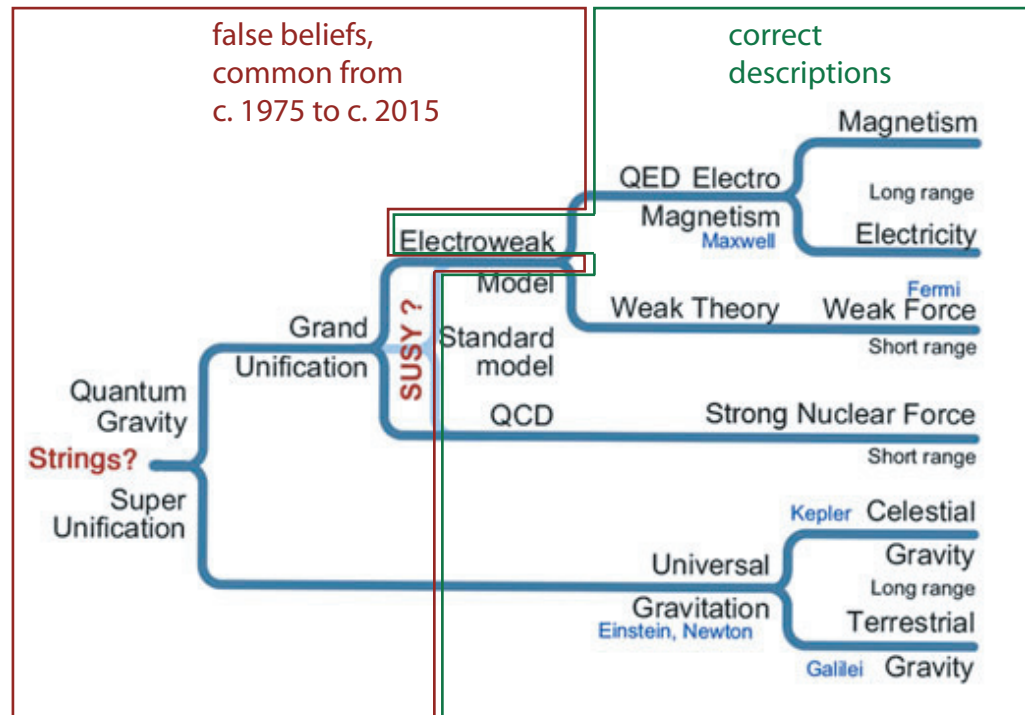 false beliefs,
common from
c. 1975 to c. 2015
correct
descriptions
Magnetism
QED Electro
Long range
Magnetism
Maxwell
Electricity
Electroweak
Model
Fermi
Weak Theory
Weak Force
Short range
Grand
Unification
SUSY ?
Standard
model
Quantum
Gravity
QCD
Strong Nuclear Force
Short range
Strings?
Super
Unification
Kepler
Celestial
Gravity
Universal
Long range
Gravitation
Einstein, Newton
Terrestrial
Galilei
Gravity